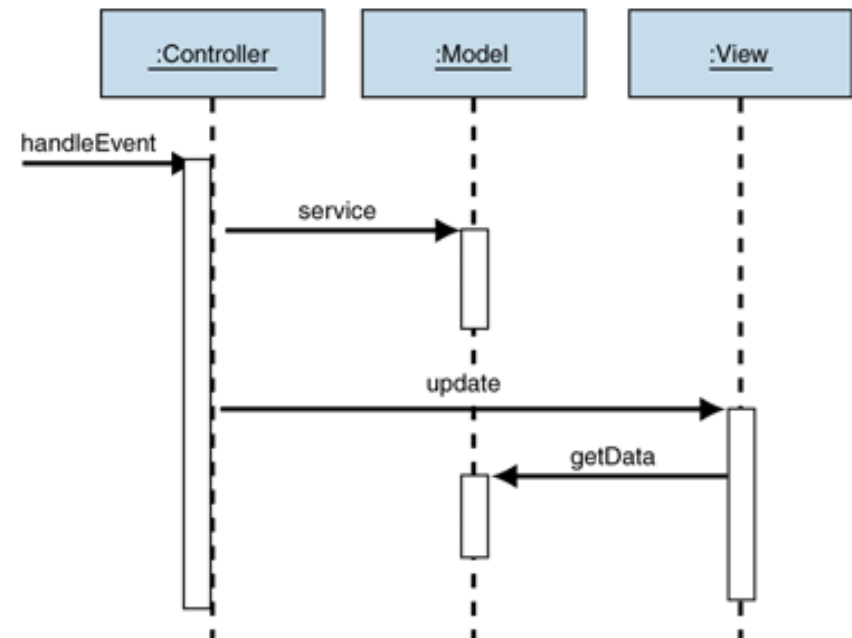 :Controller
:Model
:View
handleEvent
service
update
getData